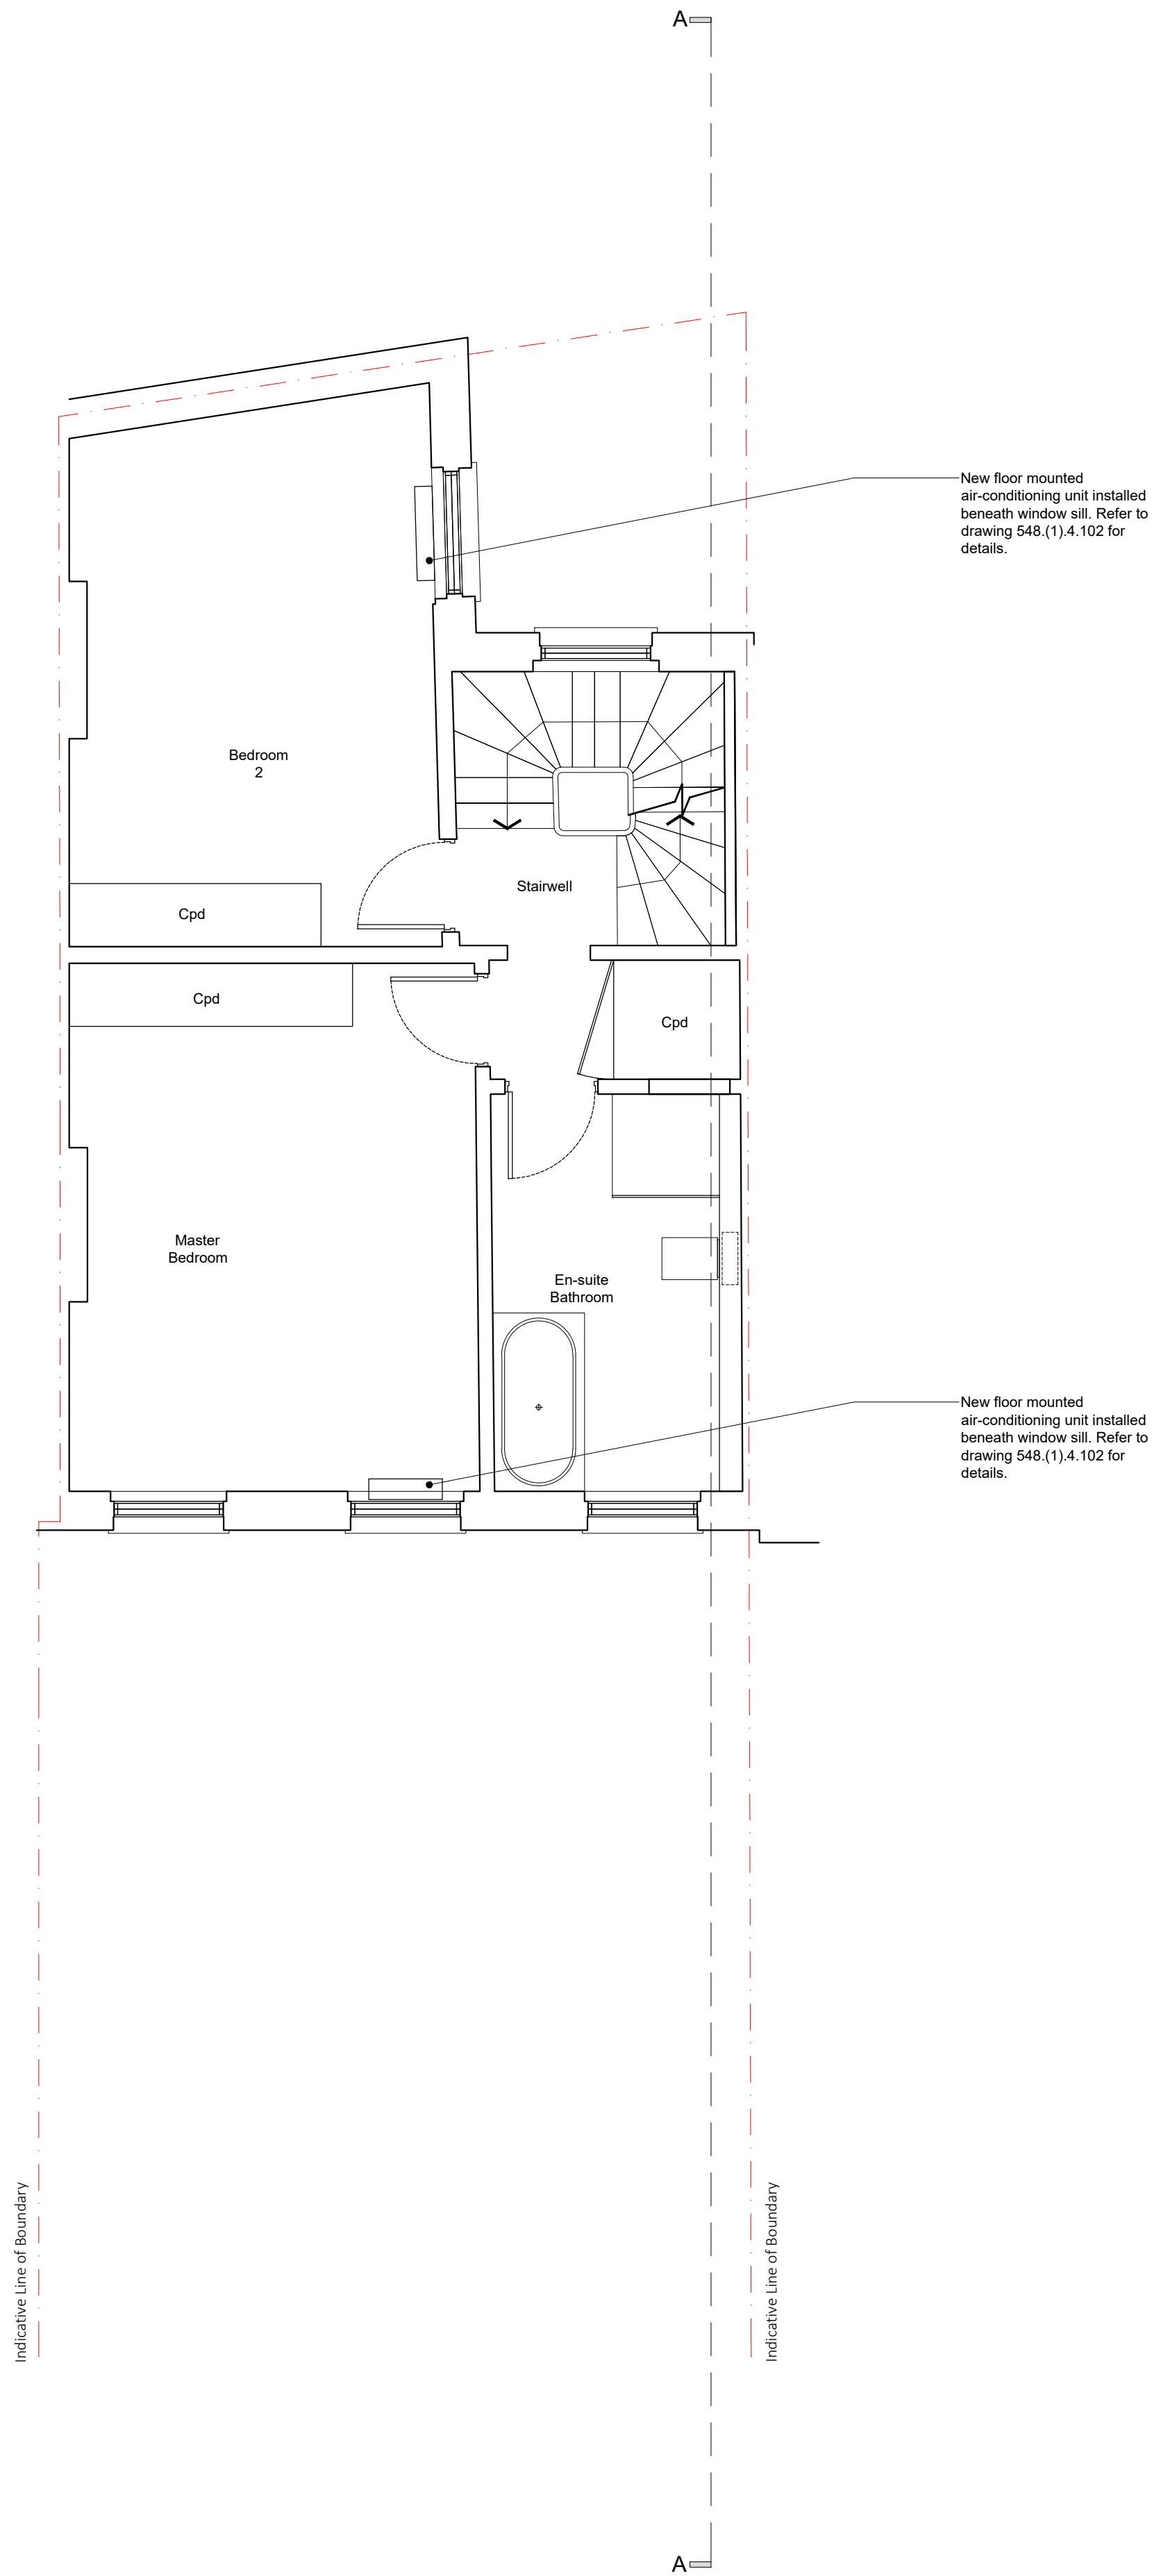 A
New floor mounted
air-conditioning unit installed
beneath window sill. Refer to
drawing 548.(1).4.102 for
details.
Bedroom
2
Stairwell
Cpd
Cpd
Cpd
Master
Bedroom
En-suite
Bathroom
New floor mounted
air-conditioning unit installed
beneath window sill. Refer to
drawing 548.(1).4.102 for
details.
Indicative Line of Boundary
Indicative Line of Boundary
A